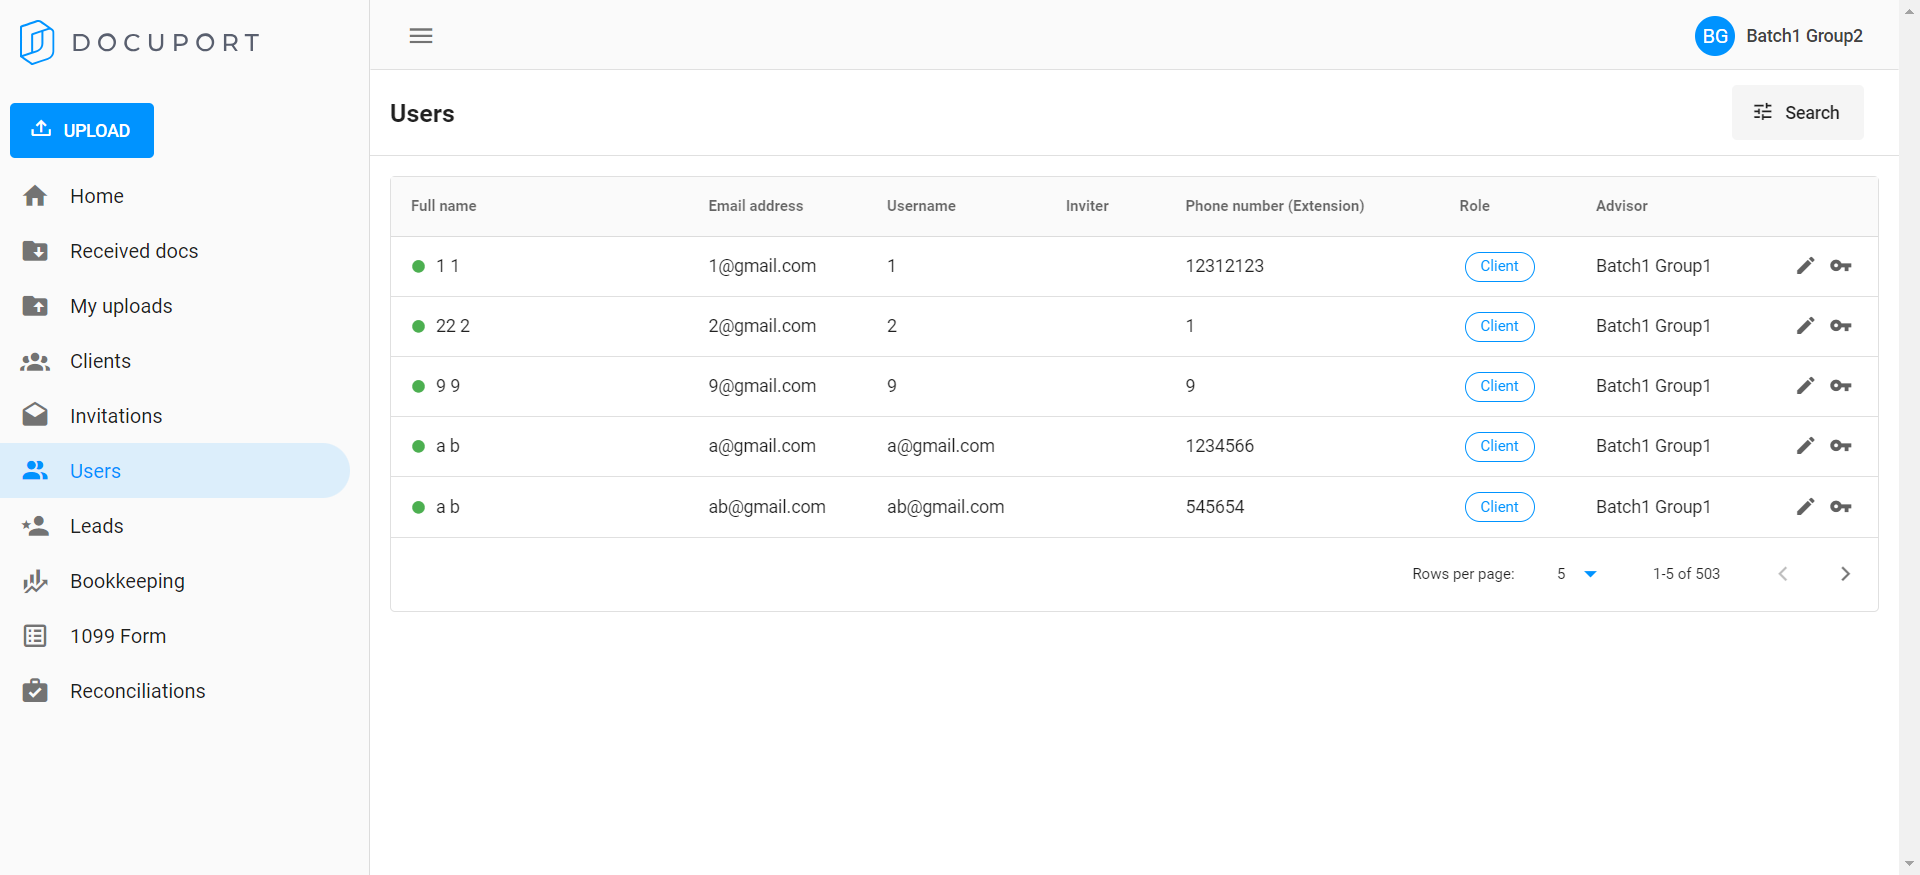 DOCUPORT
BG Batch1 Group2
UPLOAD
Home
Received docs
My uploads
Clients
Invitations
Users
Leads
Bookkeeping
1099 Form
Reconciliations
Users
Search
Full name Email address Username Inviter Phone number (Extension) Role Advisor
1 1 1@gmail.com 1 12312123 Client Batch1 Group1
22 2 2@gmail.com 2 1 Client Batch1 Group1
9 9 9@gmail.com 9 9 Client Batch1 Group1
a b a@gmail.com a@gmail.com 1234566 Client Batch1 Group1
a b ab@gmail.com ab@gmail.com 545654 Client Batch1 Group1
Rows per page: 5 1-5 of 503